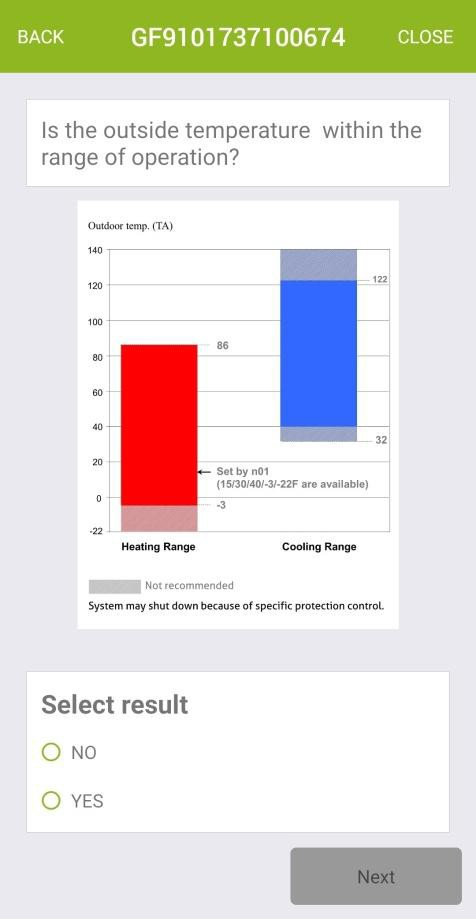 BACK GF9101737100674 CLOSE
Is the outside temperature within the
range of operation?
Outdoor temp. (TA)
140
120
100
80
60
40
20
0
-22
122
86
32
Set by n01
(15/30/40/-3/-22F are available)
-3
Heating Range
Cooling Range
Not recommended
System may shut down because of specific protection control.
Select result
NO
YES
Next